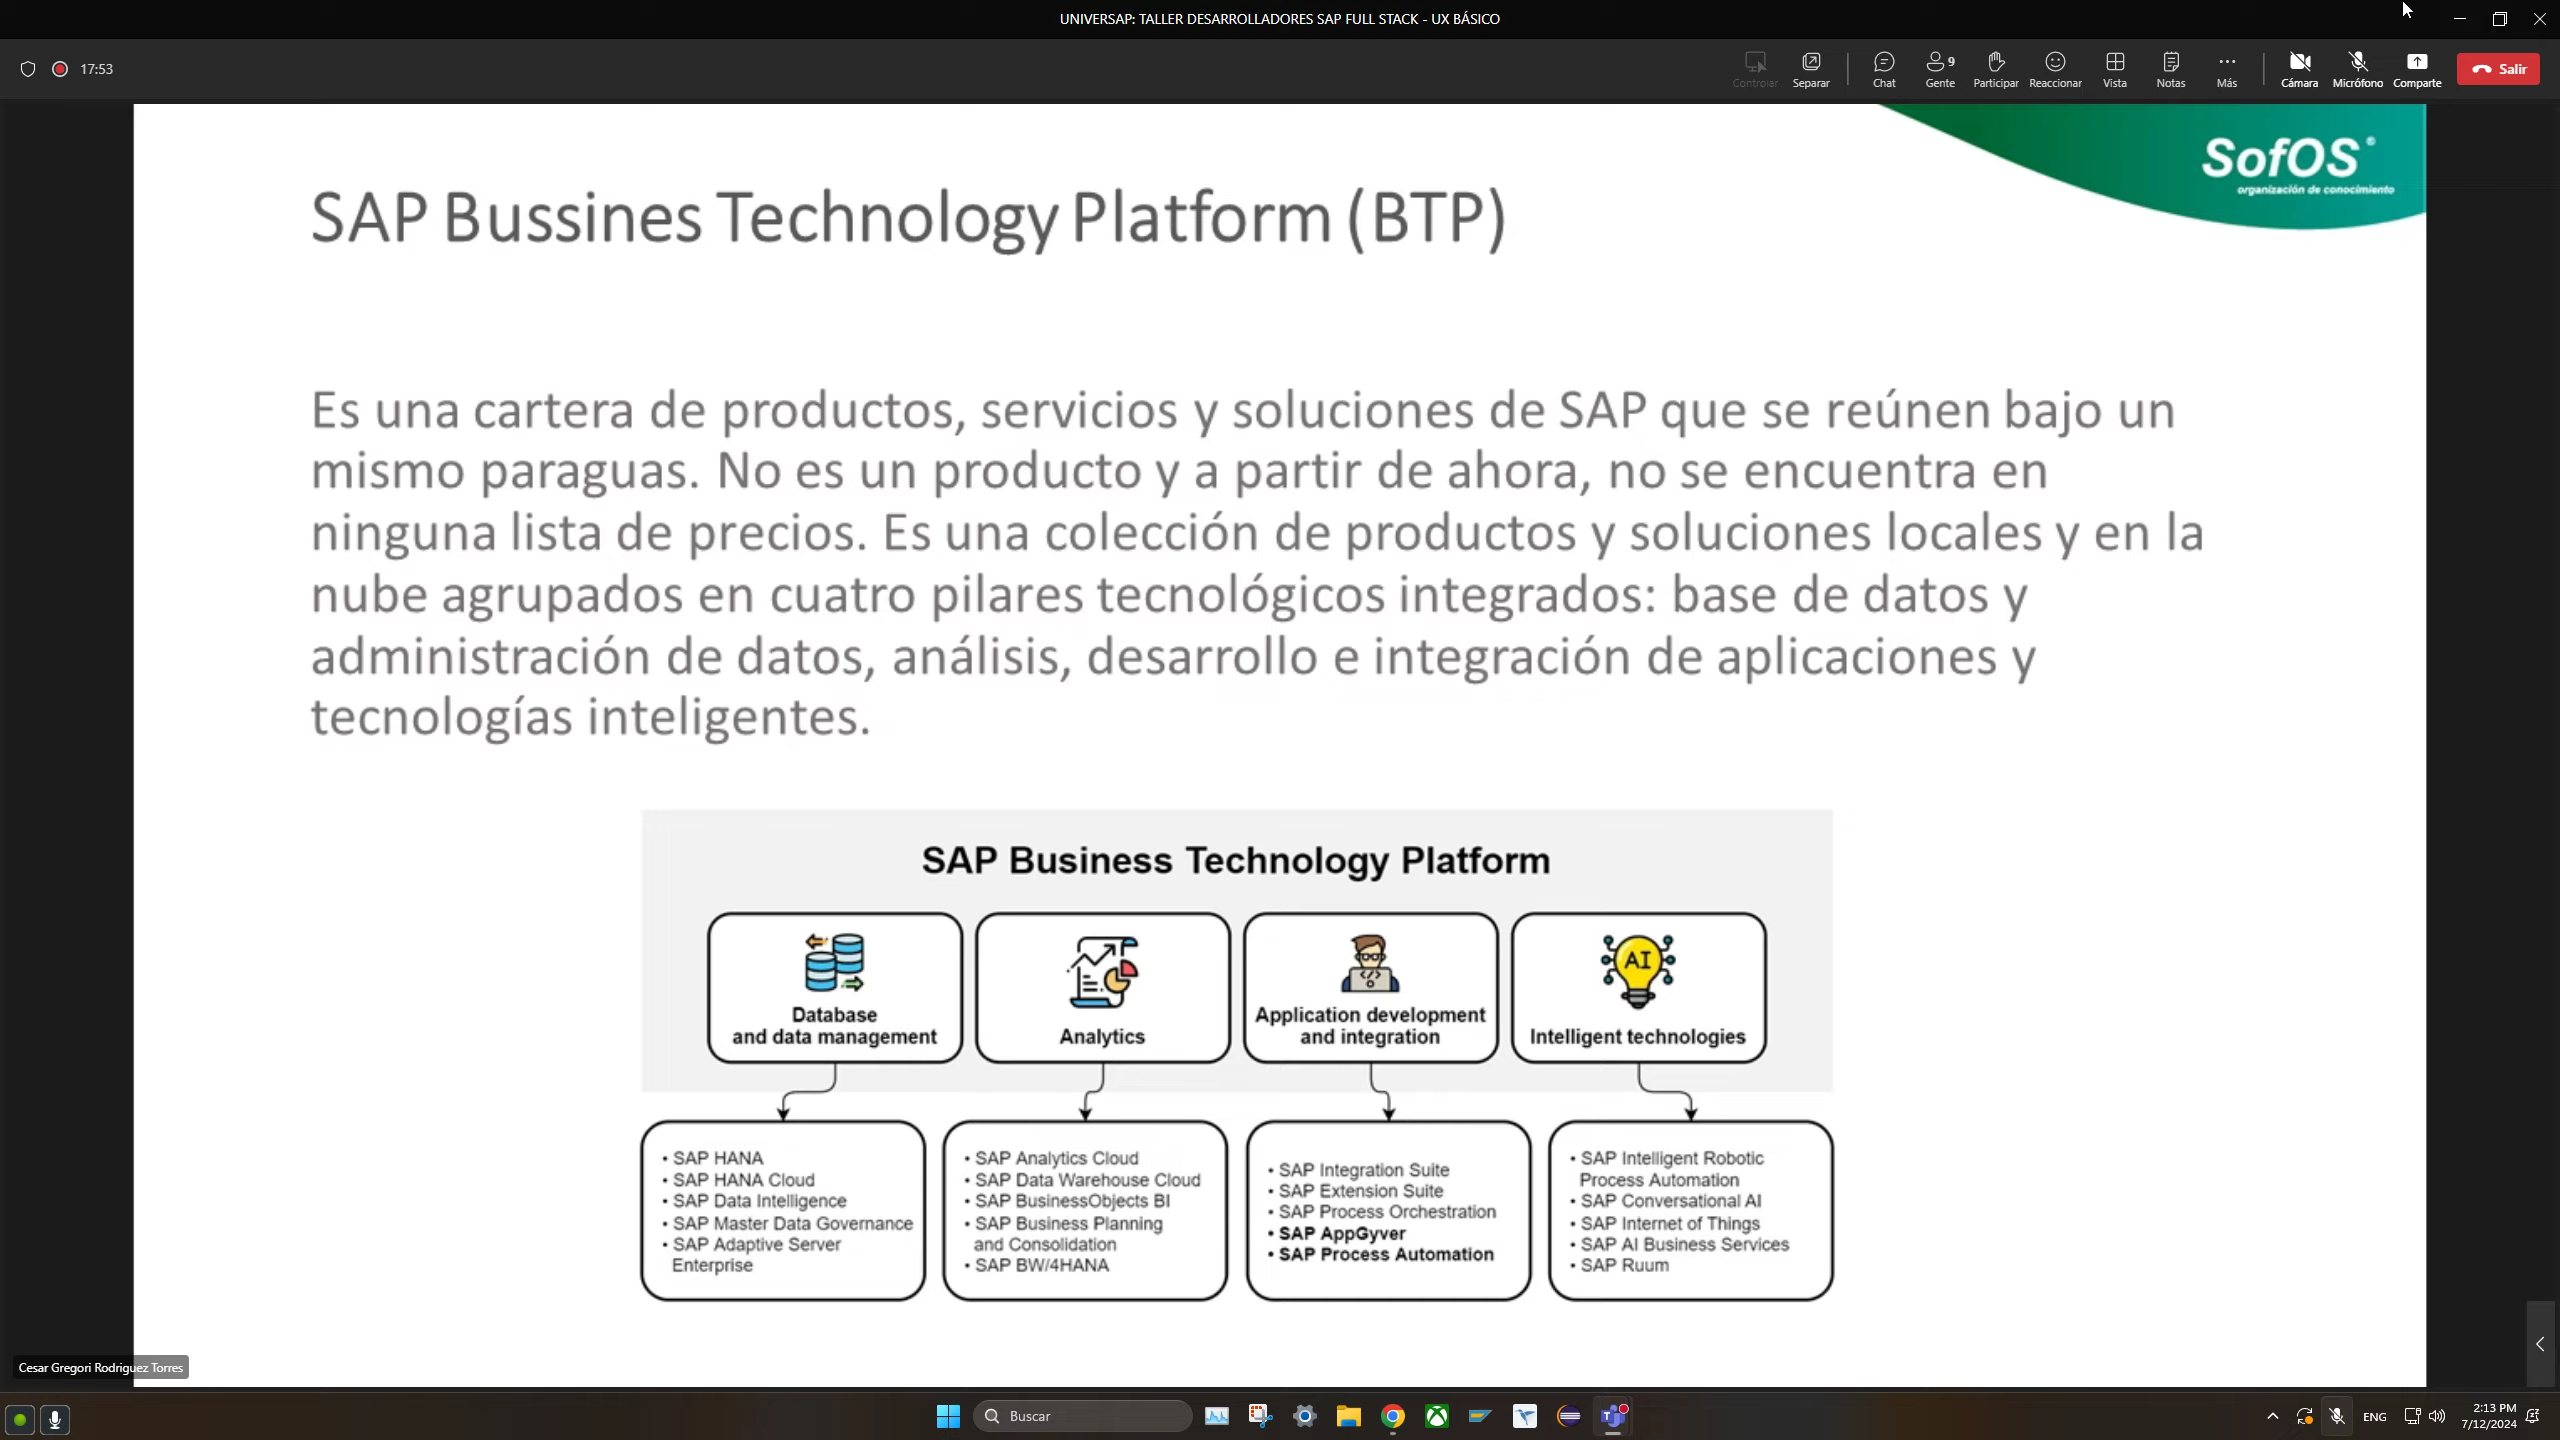 UNIVERSAP: TALLER DESARROLLADORES SAP FULL STACK - UX BÁSICO
17:53
Controlar
Separar
Chat
9
Gente
Participar
Reaccionar
Vista
Notas
Más
Cámara
Micrófono
Comparte
Salir
SofOS®
organización de conocimiento
SAP Bussines Technology Platform (BTP)
Es una cartera de productos, servicios y soluciones de SAP que se reúnen bajo un
mismo paraguas. No es un producto y a partir de ahora, no se encuentra en
ninguna lista de precios. Es una colección de productos y soluciones locales y en la
nube agrupados en cuatro pilares tecnológicos integrados: base de datos y
administración de datos, análisis, desarrollo e integración de aplicaciones y
tecnologías inteligentes.
SAP Business Technology Platform
Database
and data management
Analytics
Application development
and integration
AI
Intelligent technologies
• SAP HANA
• SAP HANA Cloud
• SAP Data Intelligence
• SAP Master Data Governance
• SAP Adaptive Server
Enterprise
• SAP Analytics Cloud
• SAP Data Warehouse Cloud
• SAP BusinessObjects BI
• SAP Business Planning
and Consolidation
• SAP BW/4HANA
• SAP Integration Suite
• SAP Extension Suite
• SAP Process Orchestration
• SAP AppGyver
• SAP Process Automation
• SAP Intelligent Robotic
Process Automation
• SAP Conversational AI
• SAP Internet of Things
• SAP AI Business Services
• SAP Ruum
Cesar Gregori Rodriguez Torres
Buscar
ENG
2:13 PM
7/12/2024